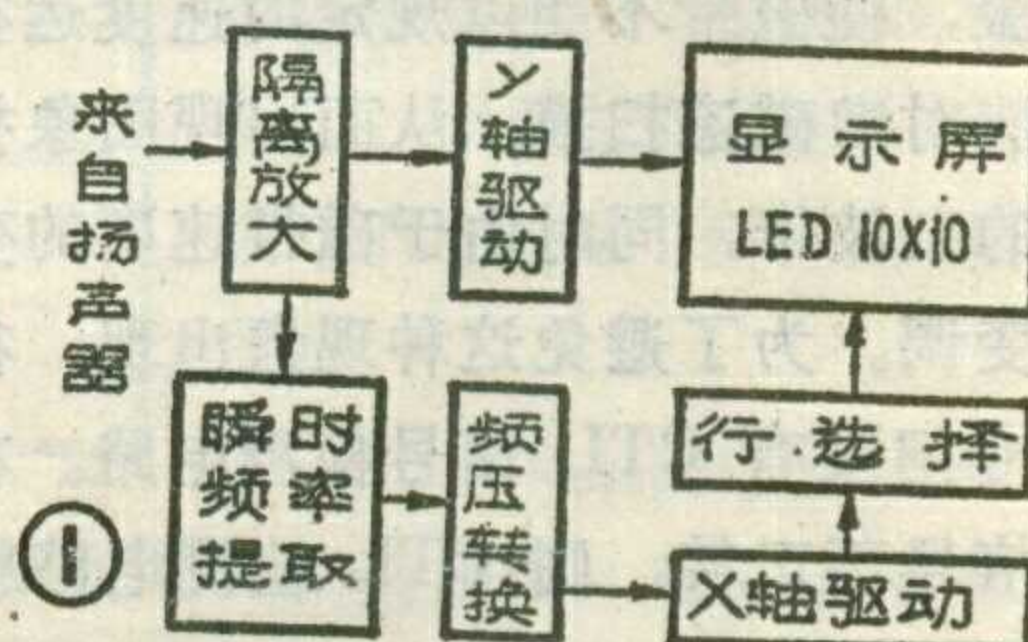 来自扬声器
隔离放大
Y轴驱动
显示屏
LED 10X10
瞬时
频率
提取
频压转换
行选择
X轴驱动
①